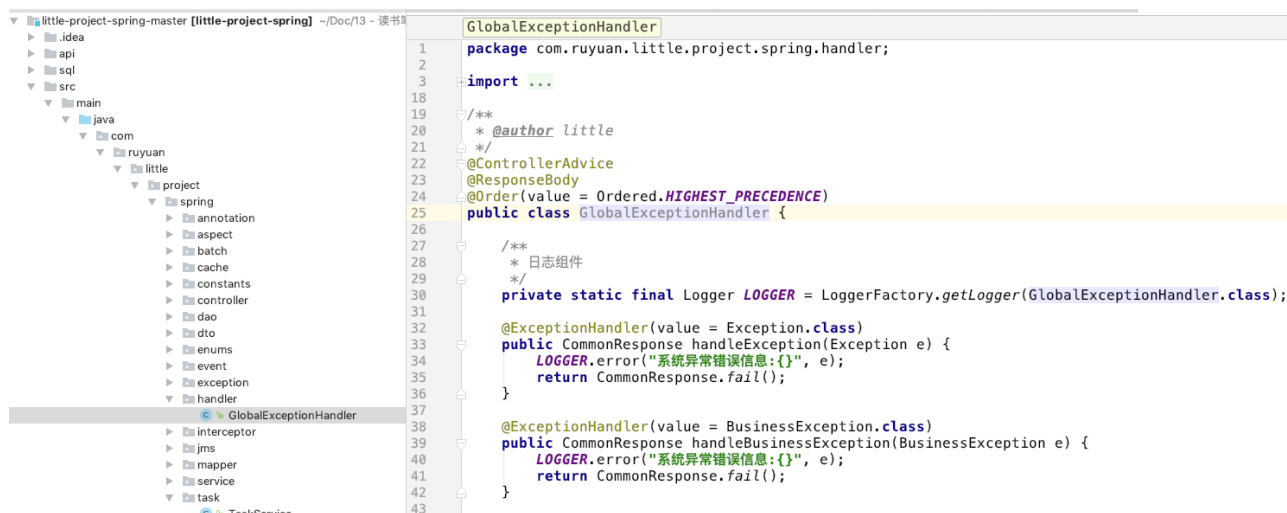 little-project-spring-master [little-project-spring] ~/Doc/13 - 读书笔
.idea
api
sql
src
main
java
com
ruyuan
little
project
spring
annotation
aspect
batch
cache
constants
controller
dao
dto
enums
event
exception
handler
GlobalExceptionHandler
interceptor
jms
mapper
service
task
TaskService
GlobalExceptionHandler
1 package com.ruyuan.little.project.spring.handler;
2
3 import ...
18
19 /**
20 * @author little
21 */
22 @ControllerAdvice
23 @ResponseBody
24 @Order(value = Ordered.HIGHEST_PRECEDENCE)
25 public class GlobalExceptionHandler {
26
27 /**
28 * 日志组件
29 */
30 private static final Logger LOGGER = LoggerFactory.getLogger(GlobalExceptionHandler.class);
31
32 @ExceptionHandler(value = Exception.class)
33 public CommonResponse handleException(Exception e) {
34 LOGGER.error("系统异常错误信息:{}", e);
35 return CommonResponse.fail();
36 }
37
38 @ExceptionHandler(value = BusinessException.class)
39 public CommonResponse handleBusinessException(BusinessException e) {
40 LOGGER.error("系统异常错误信息:{}", e);
41 return CommonResponse.fail();
42 }
43